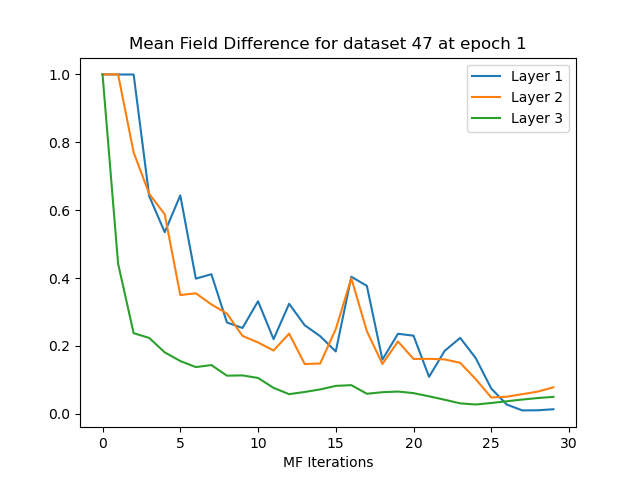 Mean Field Difference for dataset 47 at epoch 1
Layer 1
Layer 2
Layer 3
1.0
0.8
0.6
0.4
0.2
0.0
0 5 10 15 20 25 30
MF Iterations